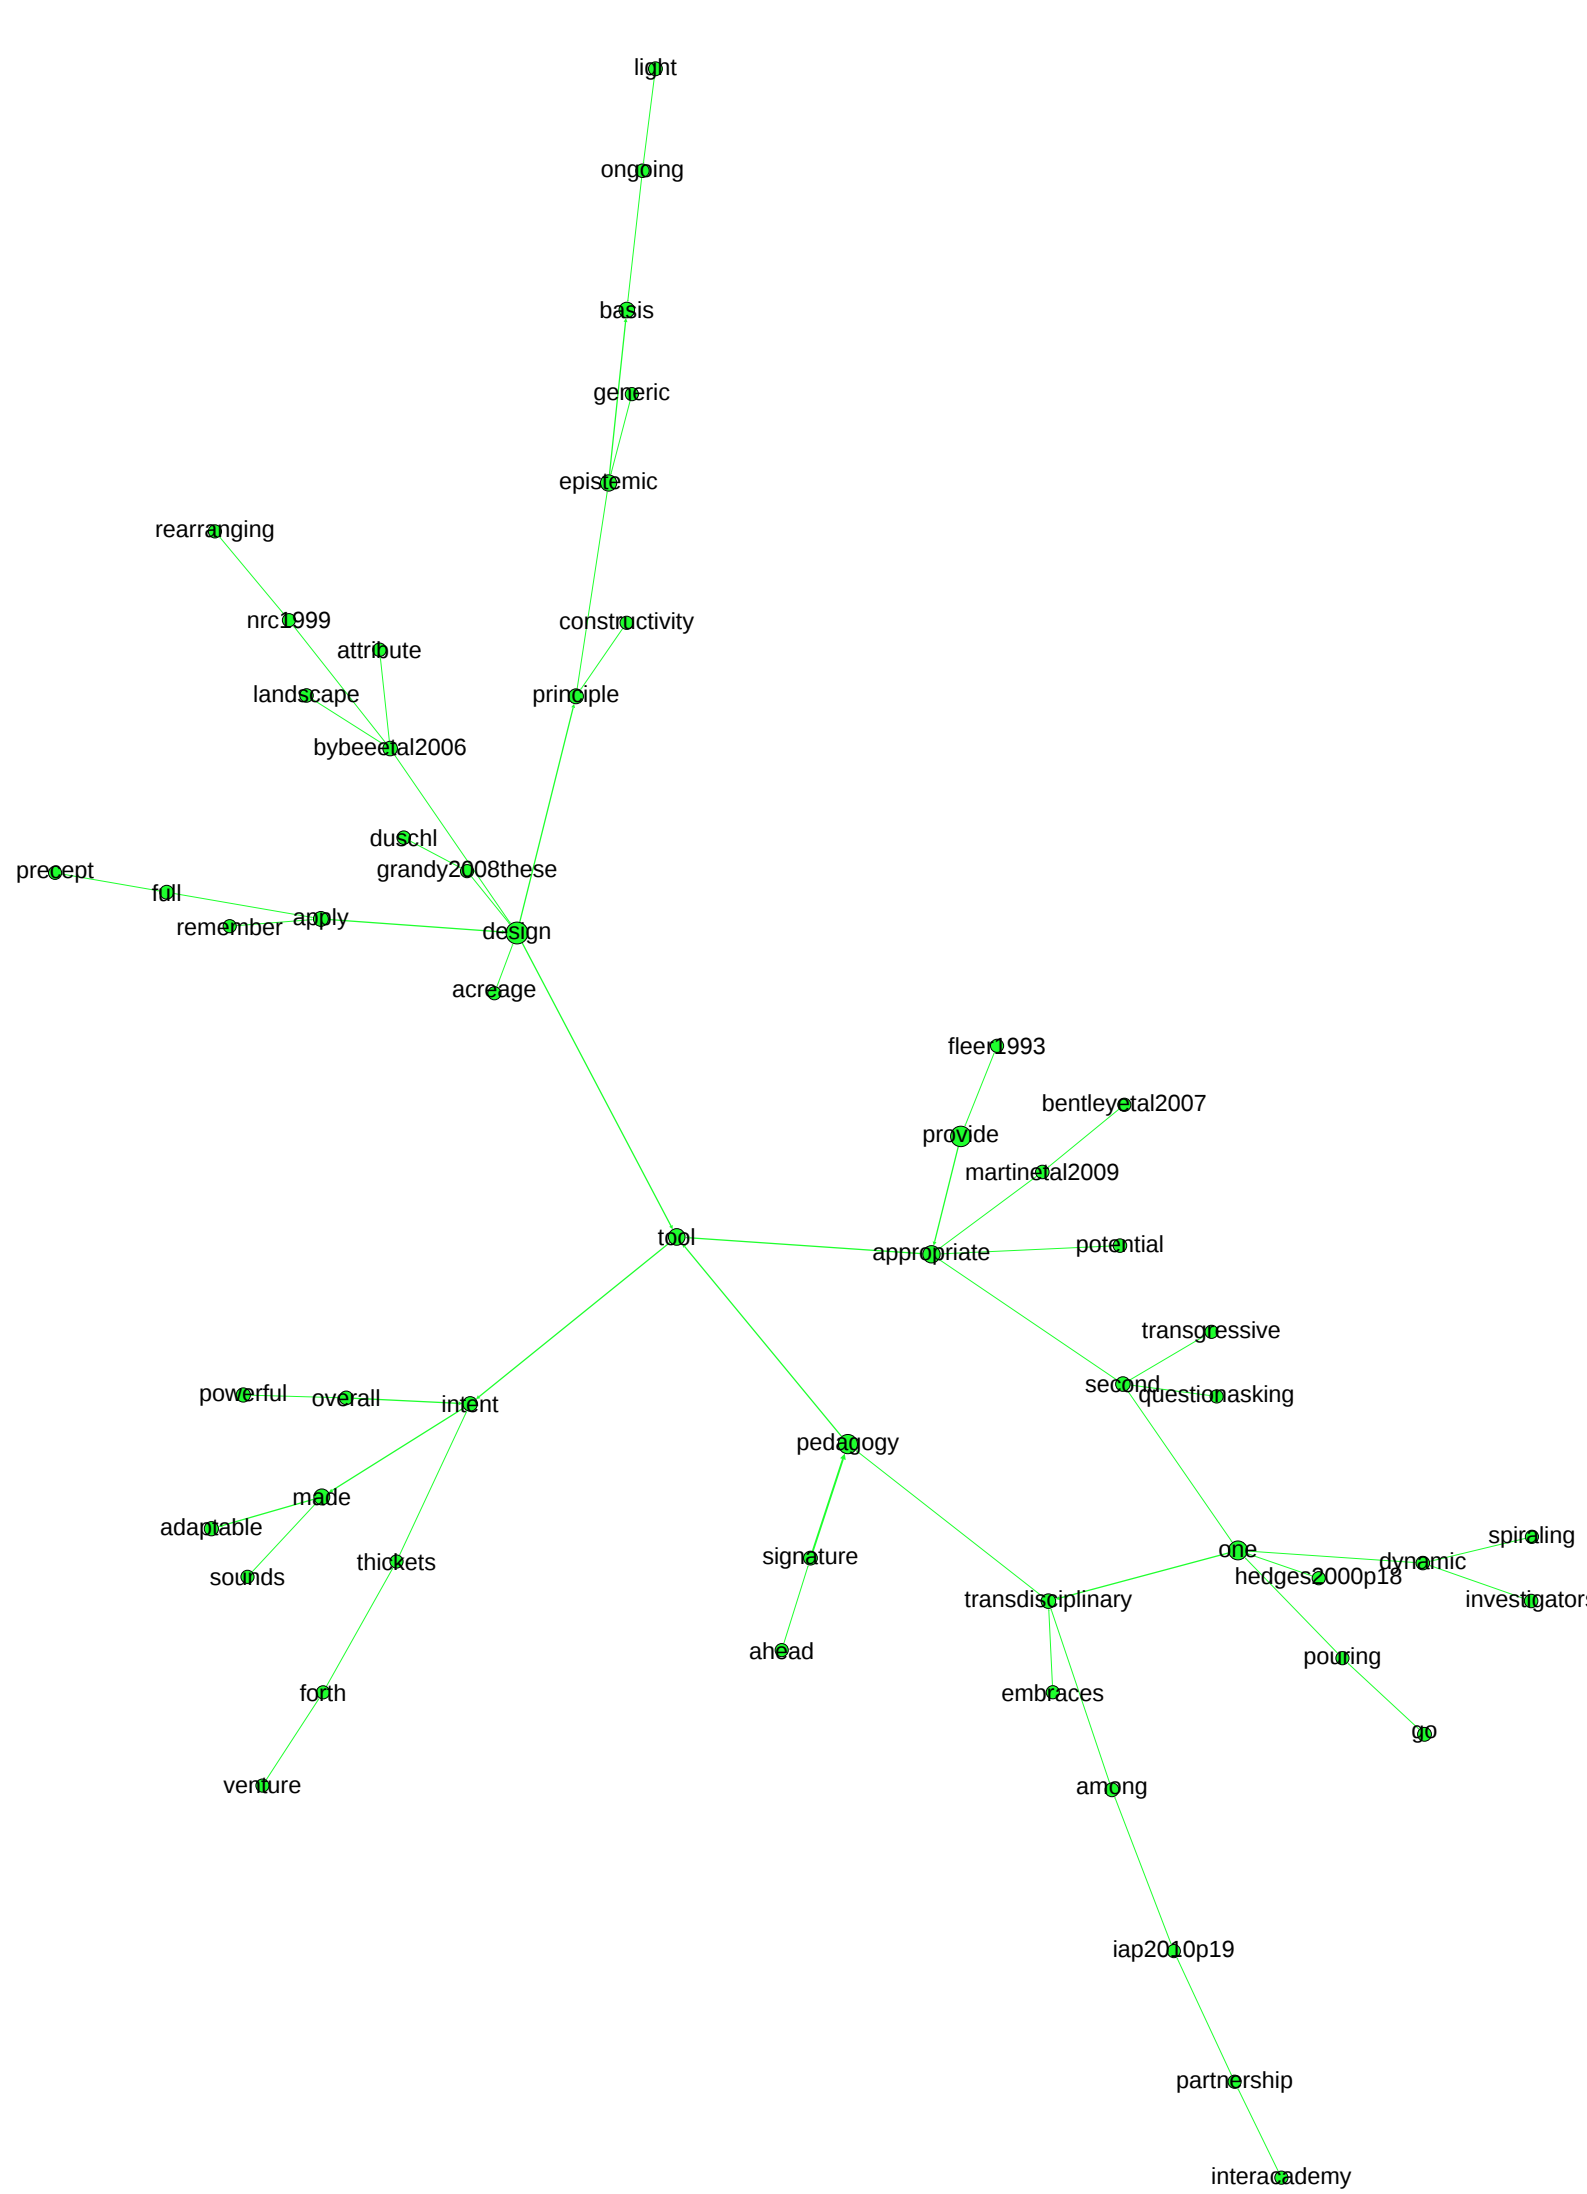 light
ongoing
basis
generic
epistemic
rearranging
nrc1999
constructivity
attribute
landscape
principle
bybeeetal2006
duschl
grandy2008these
precept
full
remember
apply
design
acreage
fleer1993
bentleyetal2007
provide
martinetal2009
tool
appropriate
potential
transgressive
second
questionasking
powerful
overall
intent
pedagogy
made
adaptable
sounds
thickets
signature
one
spiraling
dynamic
hedges2000p18
transdisciplinary
investigators
ahead
pouring
embraces
forth
go
venture
among
iap2010p19
partnership
interacademy